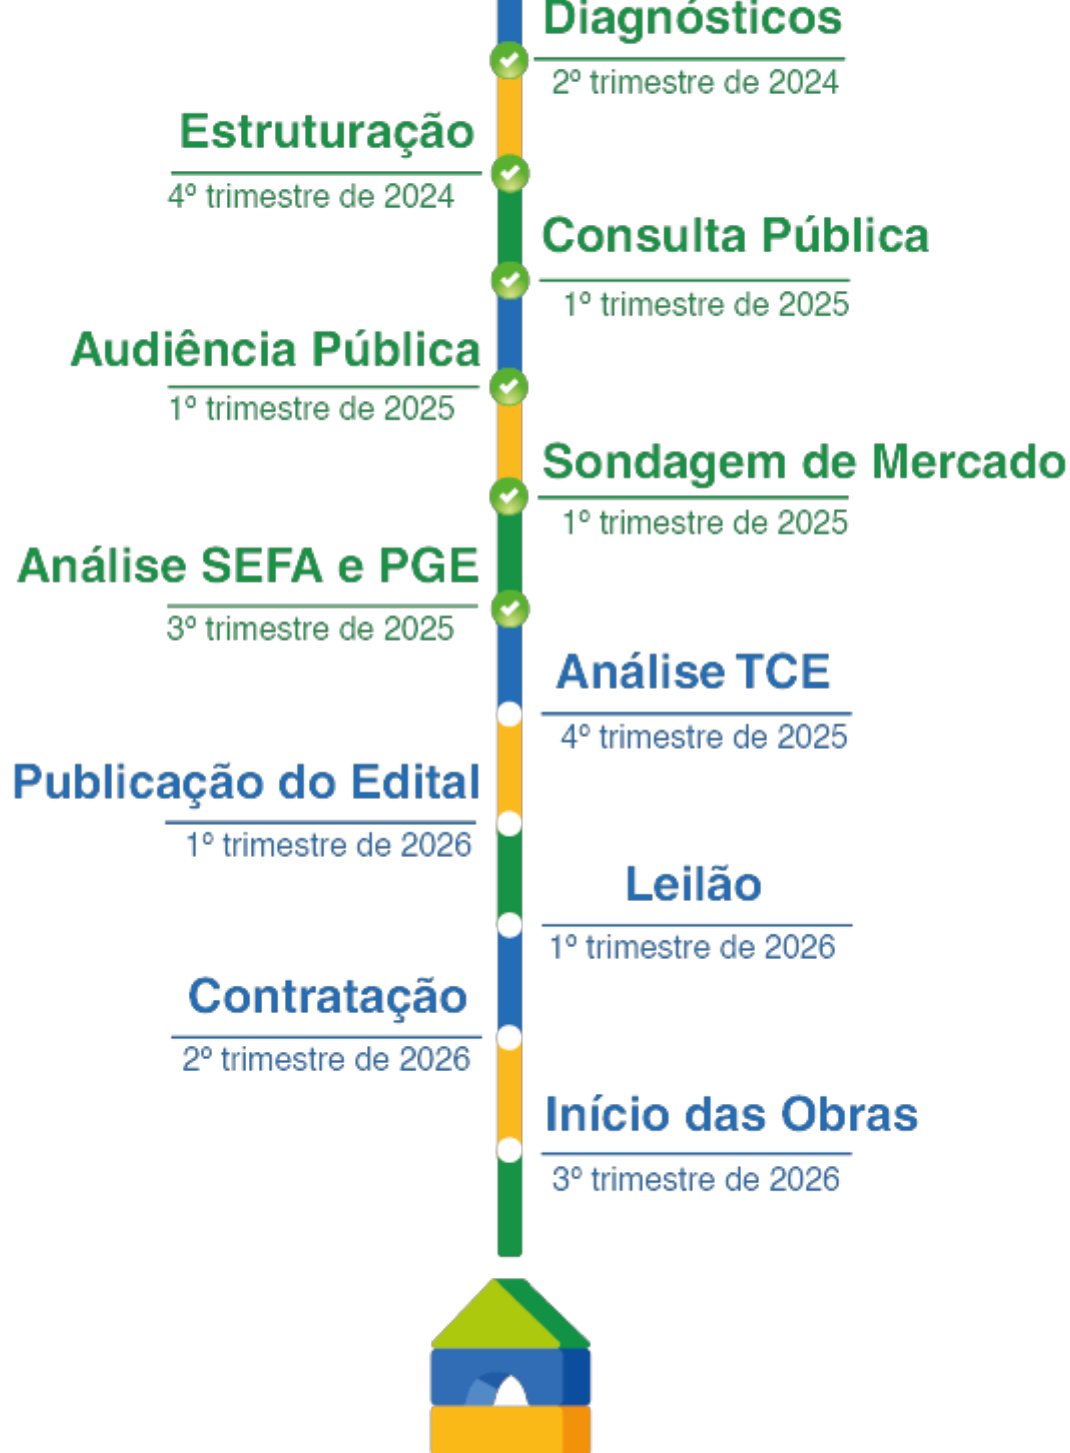 Diagnósticos
2º trimestre de 2024
Estruturação
4º trimestre de 2024
Consulta Pública
1º trimestre de 2025
Audiência Pública
1º trimestre de 2025
Sondagem de Mercado
1º trimestre de 2025
Análise SEFA e PGE
3º trimestre de 2025
Análise TCE
4º trimestre de 2025
Publicação do Edital
1º trimestre de 2026
Leilão
1º trimestre de 2026
Contratação
2º trimestre de 2026
Início das Obras
3º trimestre de 2026